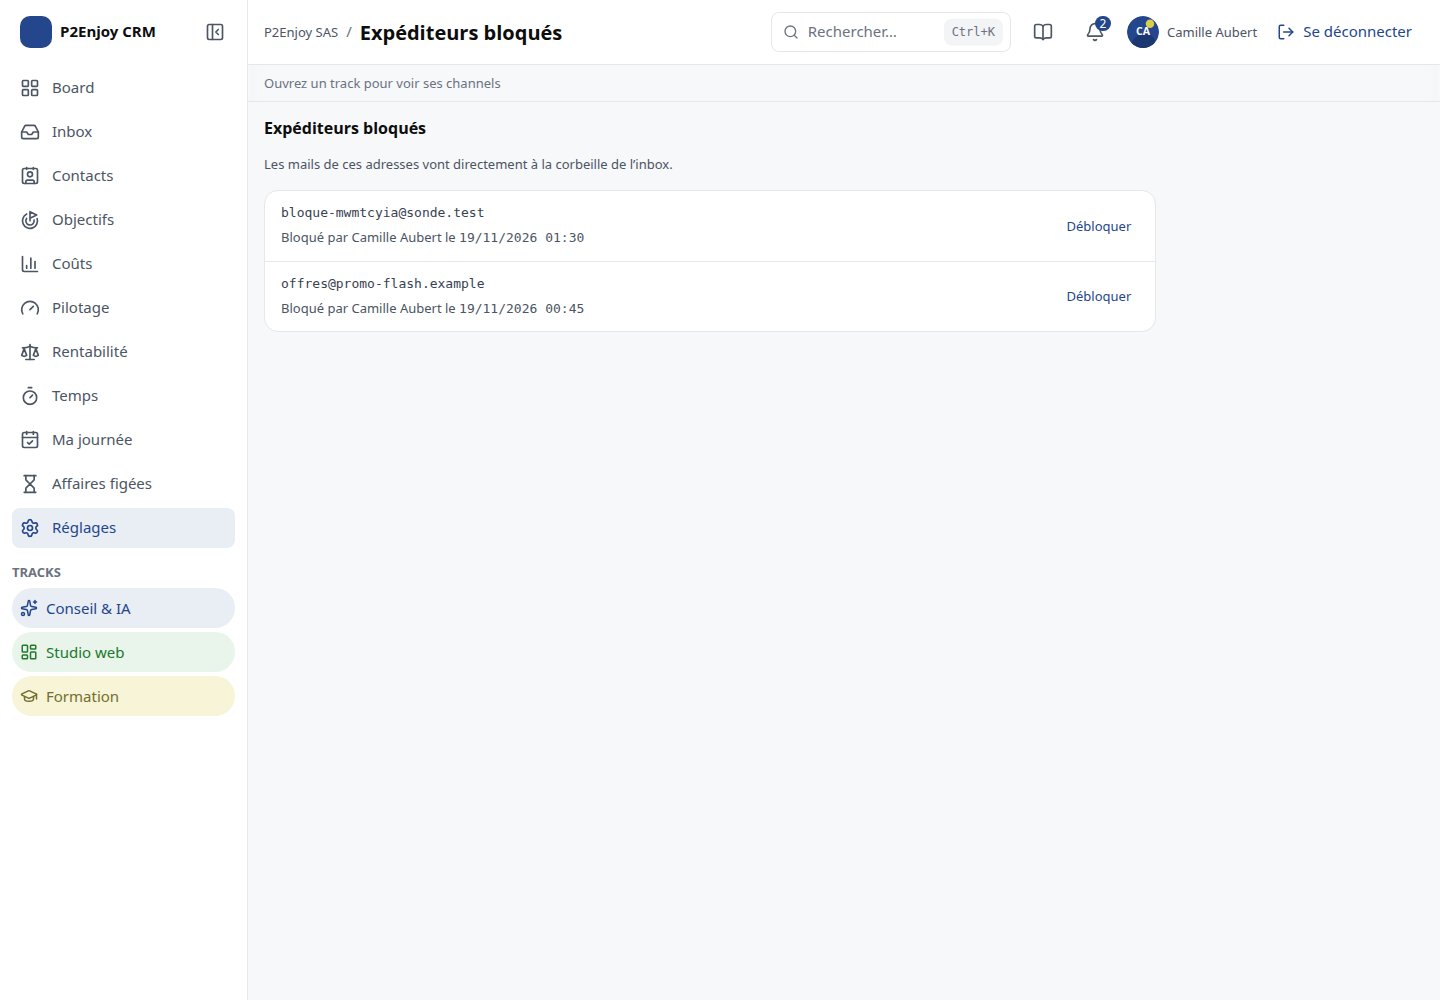 P2Enjoy CRM
Board
Inbox
Contacts
Objectifs
Coûts
Pilotage
Rentabilité
Temps
Ma journée
Affaires figées
Réglages
TRACKS
Conseil & IA
Studio web
Formation
P2Enjoy SAS / Expéditeurs bloqués
Rechercher... Ctrl+K
2
CA Camille Aubert
Se déconnecter
Ouvrez un track pour voir ses channels
Expéditeurs bloqués
Les mails de ces adresses vont directement à la corbeille de l'inbox.
bloque-mwmtcyia@sonde.test
Bloqué par Camille Aubert le 19/11/2026 01:30
Débloquer
offres@promo-flash.example
Bloqué par Camille Aubert le 19/11/2026 00:45
Débloquer